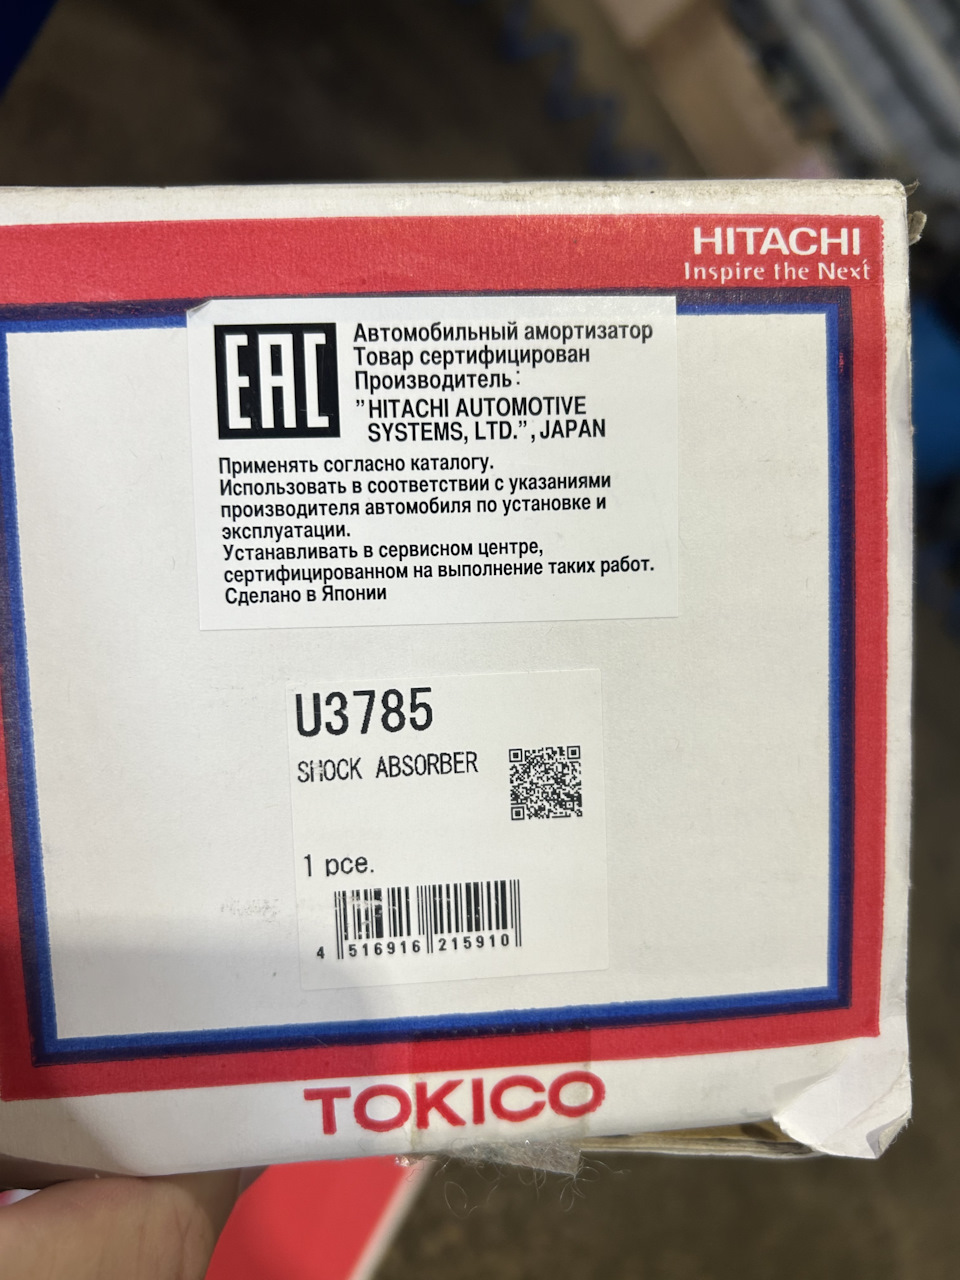 HITACHI
Inspire the Next
EAC
Автомобильный амортизатор
Товар сертифицирован
Производитель:
”HITACHI AUTOMOTIVE
SYSTEMS, LTD.”, JAPAN
Применять согласно каталогу.
Использовать в соответствии с указаниями
производителя автомобиля по установке и
эксплуатации.
Устанавливать в сервисном центре,
сертифицированном на выполнение таких работ.
Сделано в Японии
U3785
SHOCK ABSORBER
1 pce.
4 516916 215910
TOKICO